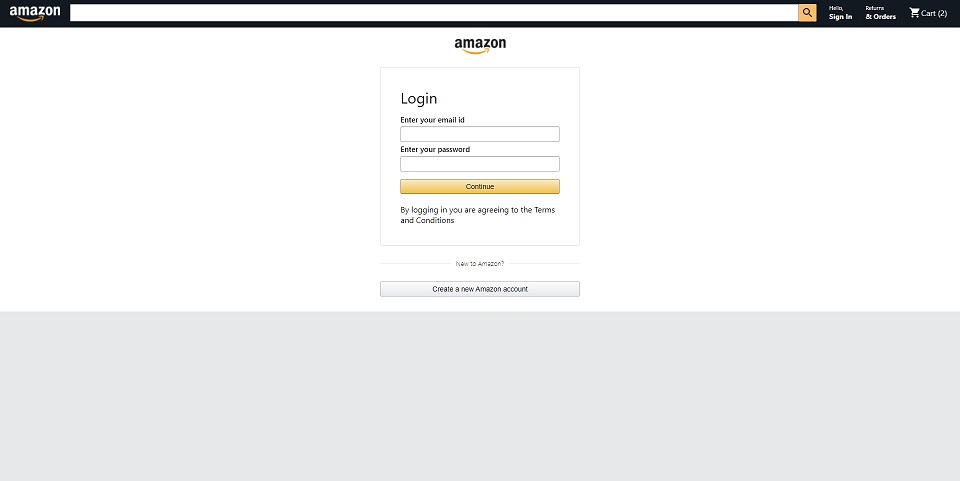 amazon
Hello,
Sign In
Returns
& Orders
Cart (2)
amazon
Login
Enter your email id
Enter your password
Continue
By logging in you are agreeing to the Terms
and Conditions
New to Amazon?
Create a new Amazon account